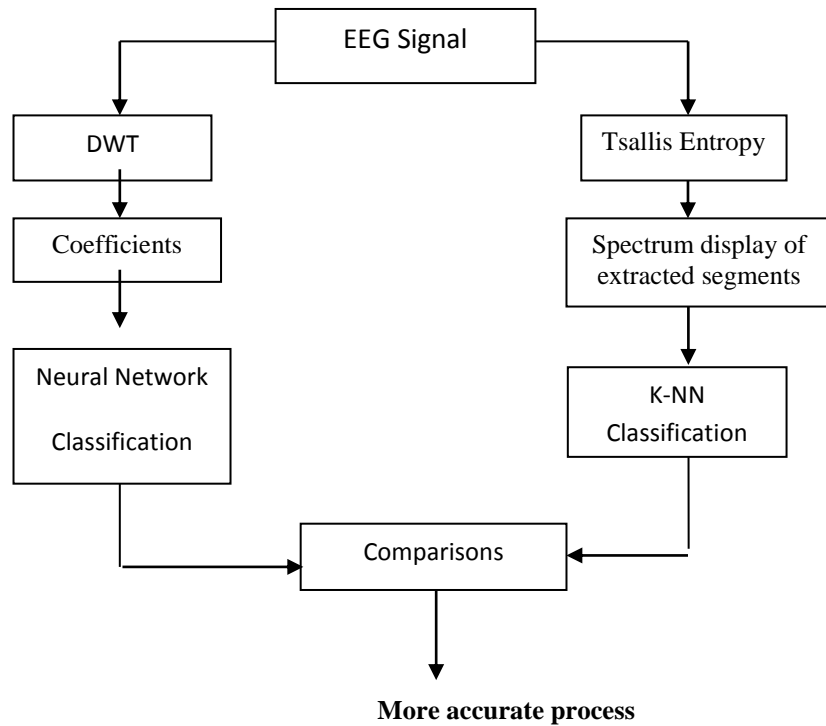 EEG Signal
DWT
Tsallis Entropy
Coefficients
Spectrum display of
extracted segments
Neural Network
Classification
K-NN
Classification
Comparisons
More accurate process